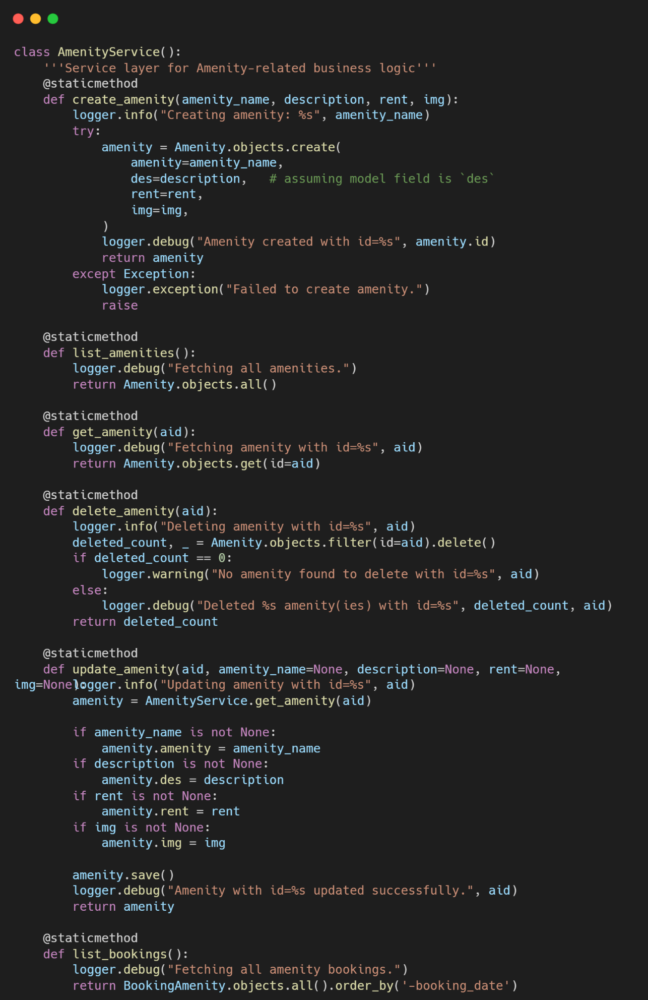 class AmenityService():
    '''Service layer for Amenity-related business logic'''
    @staticmethod
    def create_amenity(amenity_name, description, rent, img):
        logger.info("Creating amenity: %s", amenity_name)
        try:
            amenity = Amenity.objects.create(
                amenity=amenity_name,
                des=description,   # assuming model field is `des`
                rent=rent,
                img=img,
            )
            logger.debug("Amenity created with id=%s", amenity.id)
            return amenity
        except Exception:
            logger.exception("Failed to create amenity.")
            raise

    @staticmethod
    def list_amenities():
        logger.debug("Fetching all amenities.")
        return Amenity.objects.all()

    @staticmethod
    def get_amenity(aid):
        logger.debug("Fetching amenity with id=%s", aid)
        return Amenity.objects.get(id=aid)

    @staticmethod
    def delete_amenity(aid):
        logger.info("Deleting amenity with id=%s", aid)
        deleted_count, _ = Amenity.objects.filter(id=aid).delete()
        if deleted_count == 0:
            logger.warning("No amenity found to delete with id=%s", aid)
        else:
            logger.debug("Deleted %s amenity(ies) with id=%s", deleted_count, aid)
        return deleted_count

    @staticmethod
    def update_amenity(aid, amenity_name=None, description=None, rent=None,
img=None):
        logger.info("Updating amenity with id=%s", aid)
        amenity = AmenityService.get_amenity(aid)

        if amenity_name is not None:
            amenity.amenity = amenity_name
        if description is not None:
            amenity.des = description
        if rent is not None:
            amenity.rent = rent
        if img is not None:
            amenity.img = img

        amenity.save()
        logger.debug("Amenity with id=%s updated successfully.", aid)
        return amenity

    @staticmethod
    def list_bookings():
        logger.debug("Fetching all amenity bookings.")
        return BookingAmenity.objects.all().order_by('-booking_date')